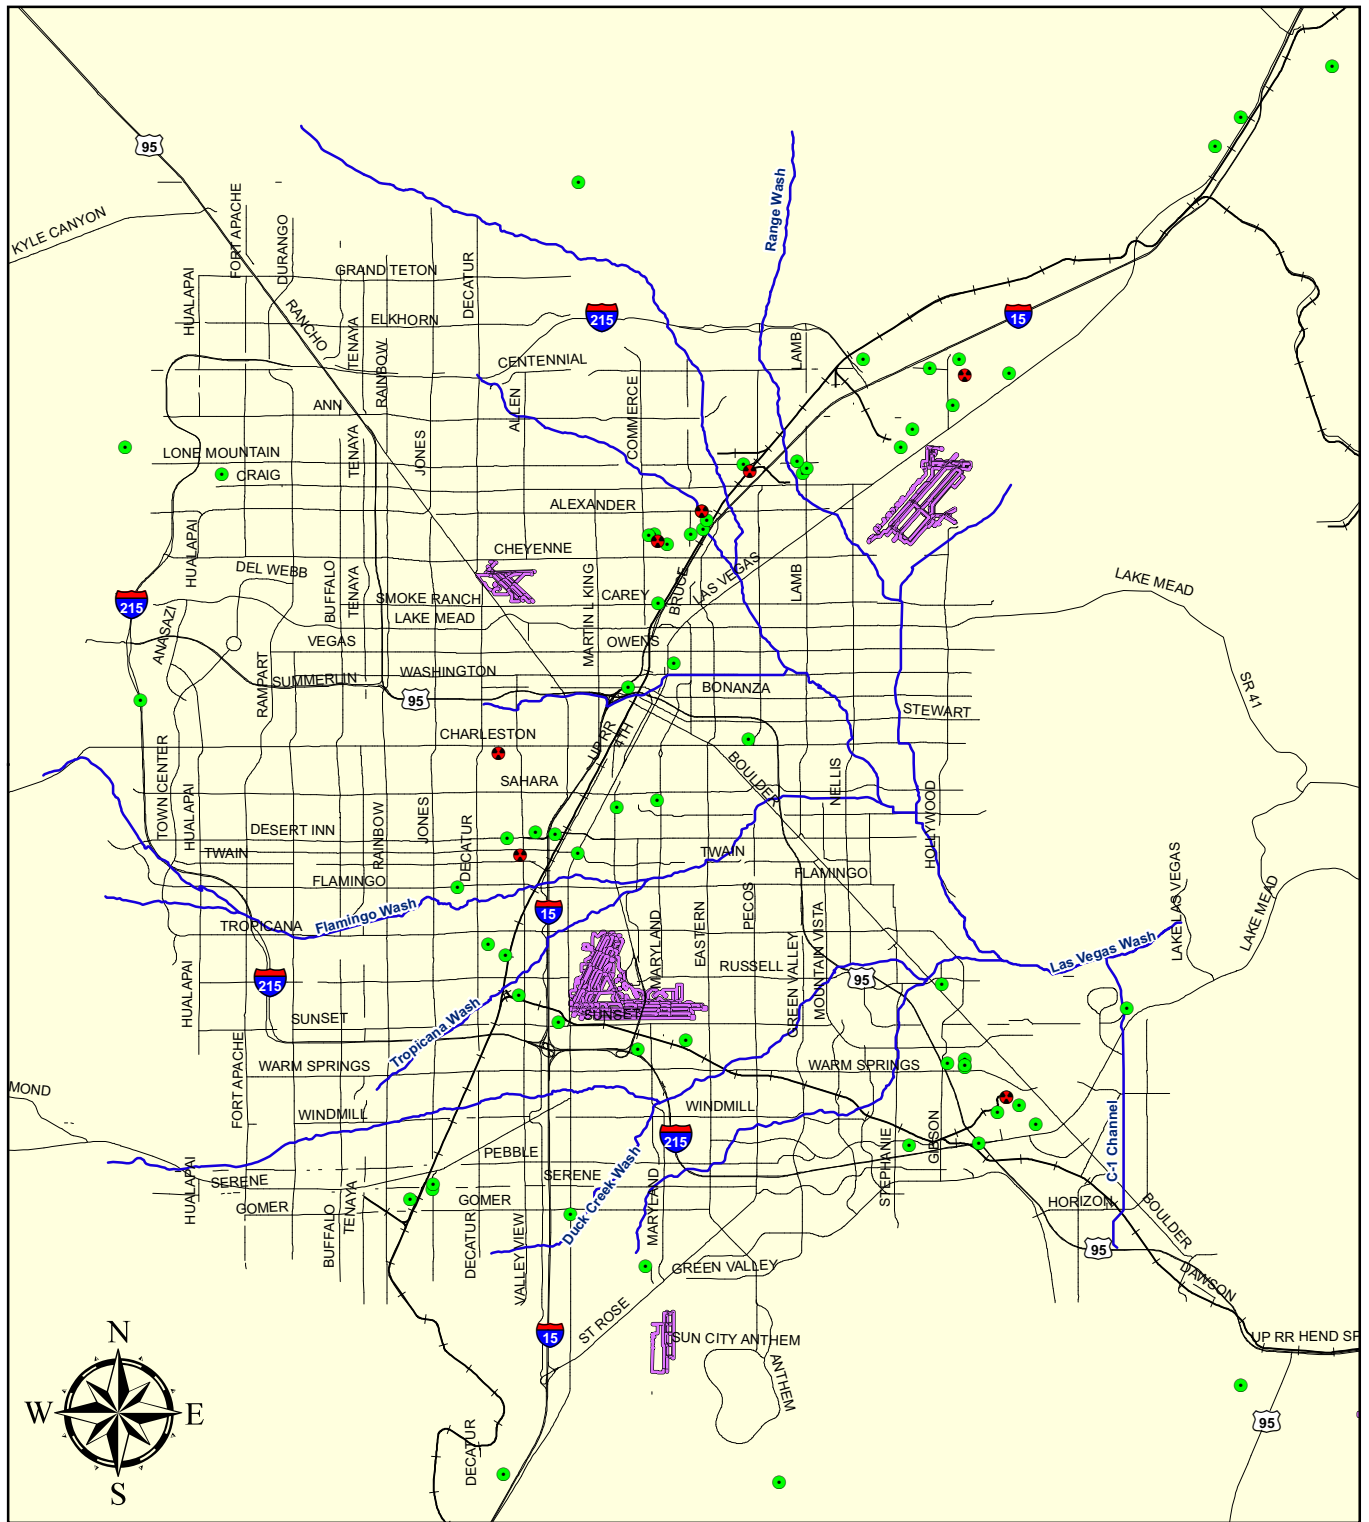 95
KYLE CANYON
FORT APACHE
DURANGO
Range Wash
HUALAPAI
GRAND TETON
DECATUR
RANCHO
ELKHORN
TENAYA
RAINBOW
215
15
LAMB
CENTENNIAL
ANN
ALLEN
COMMERCE
LONE MOUNTAIN
CRAIG
TENAYA
JONES
ALEXANDER
HUALAPAI
CHEYENNE
DEL WEBB
BUFFALO
TENAYA
SMOKE RANCH
LAKE MEAD
MARTIN L KING
CAREY
BRUCE
LAS VEGAS
LAMB
LAKE MEAD
215
ANASAZI
VEGAS
OWENS
RAMPART
SUMMERLIN
WASHINGTON
95
BONANZA
STEWART
SR 41
CHARLESTON
UP RR
4TH
BOULDER
TOWN CENTER
HUALAPAI
SAHARA
NELLIS
HOLLYWOOD
DESERT INN
RAINBOW
JONES
DECATUR
TWAIN
TWAIN
FLAMINGO
FLAMINGO
LAKE LAS VEGAS
LAKE MEAD
Flamingo Wash
15
TROPICANA
MARYLAND
EASTERN
PECOS
GREEN VALLEY
MOUNTAIN VISTA
Las Vegas Wash
RUSSELL
95
215
HUALAPAI
SUNSET
SUNSET
Tropicana Wash
FORT APACHE
WARM SPRINGS
WARM SPRINGS
MOND
WINDMILL
WINDMILL
215
STEPHANIE
GIBSON
C-1 Channel
PEBBLE
HUALAPAI
SERENE
SERENE
Duck Creek Wash
MARYLAND
GOMER
GOMER
BUFFALO
TENAYA
DECATUR
VALLEY VIEW
HORIZON
BOULDER
95
DAWSON
GREEN VALLEY
ST ROSE
15
SUN CITY ANTHEM
ANTHEM
UP RR HEND SP
N
W
E
S
DECATUR
95